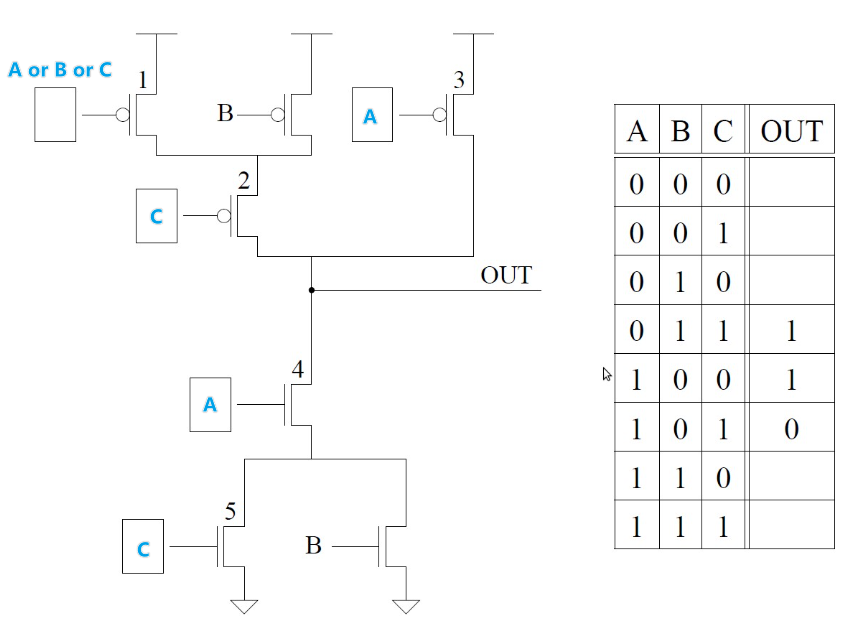 A or B or C
1
B
A
3
2
C
OUT
4
A
5
C
B
A B C OUT
0 0 0
0 0 1
0 1 0
0 1 1 1
1 0 0 1
1 0 1 0
1 1 0
1 1 1